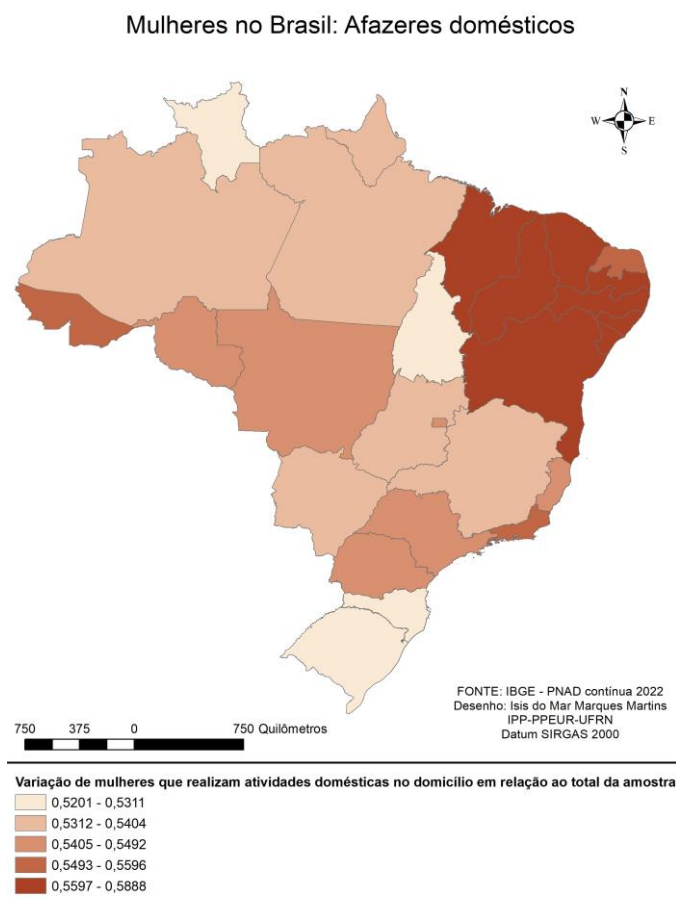 Mulheres no Brasil: Afazeres domésticos
N
W E
S
FONTE: IBGE - PNAD contínua 2022
Desenho: Isis do Mar Marques Martins
IPP-PPEUR-UFRN
Datum SIRGAS 2000
750 375 0 750 Quilômetros
Variação de mulheres que realizam atividades domésticas no domicílio em relação ao total da amostra
0,5201 - 0,5311
0,5312 - 0,5404
0,5405 - 0,5492
0,5493 - 0,5596
0,5597 - 0,5888